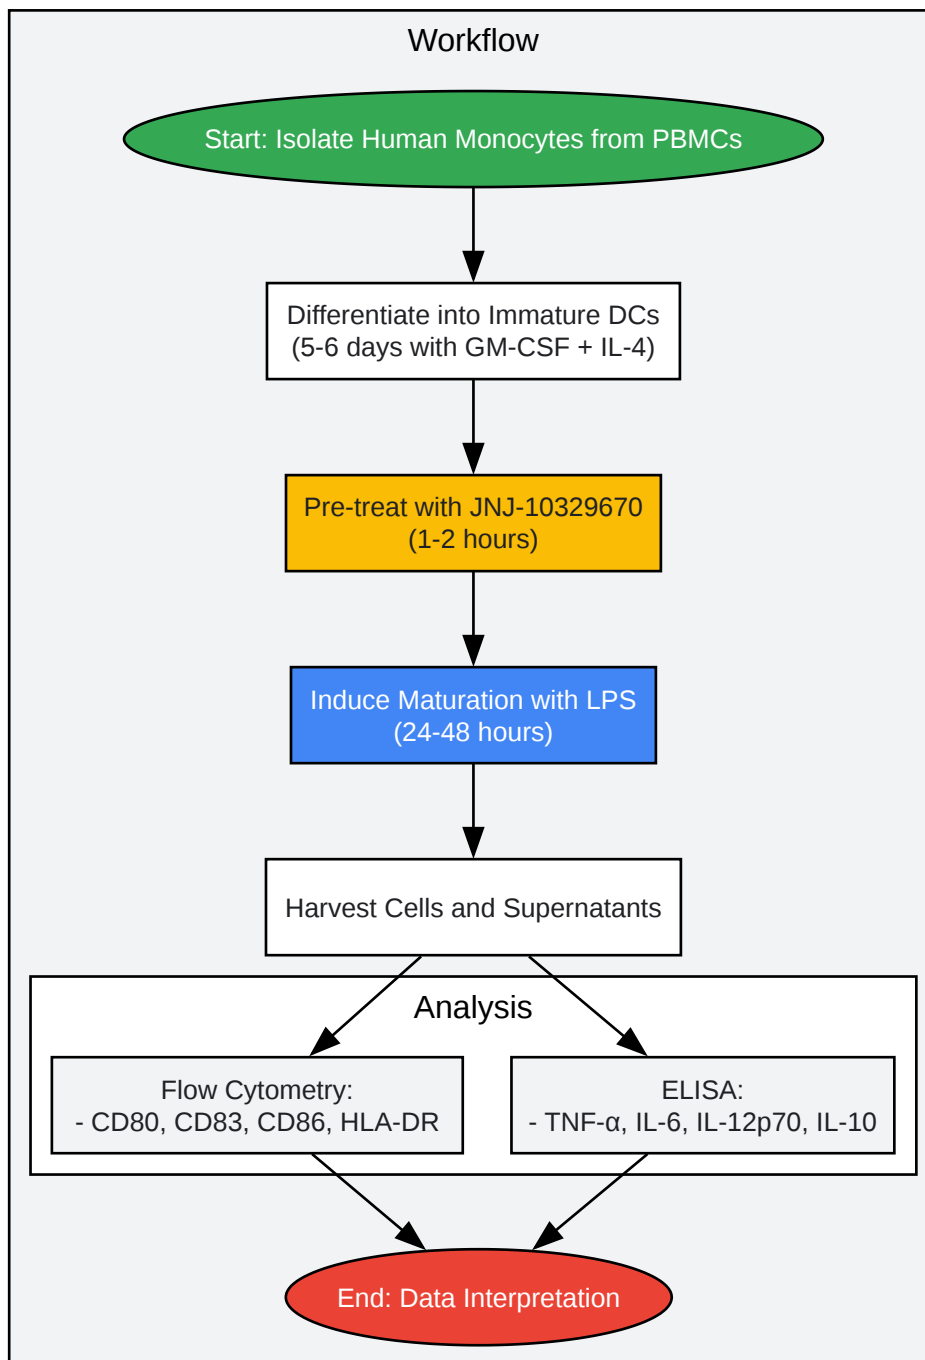 Workflow
Start: Isolate Human Monocytes from PBMCs
Differentiate into Immature DCs
(5-6 days with GM-CSF + IL-4)
Pre-treat with JNJ-10329670
(1-2 hours)
Induce Maturation with LPS
(24-48 hours)
Harvest Cells and Supernatants
Analysis
Flow Cytometry:
- CD80, CD83, CD86, HLA-DR
ELISA:
- TNF-α, IL-6, IL-12p70, IL-10
End: Data Interpretation